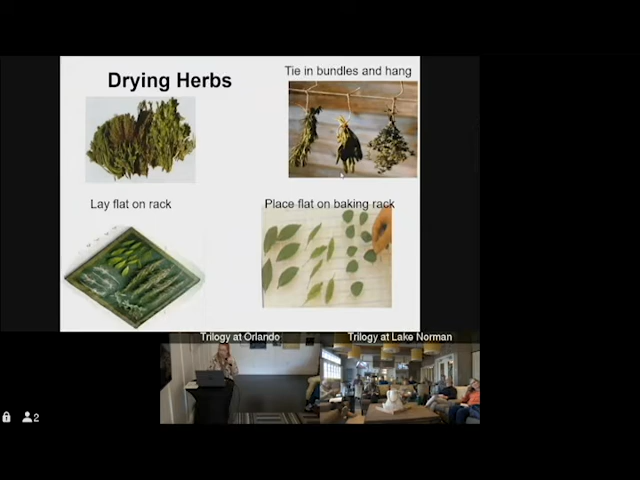 Drying Herbs
Tie in bundles and hang
Lay flat on rack
Place flat on baking rack
Trilogy at Orlando
Trilogy at Lake Norman
2